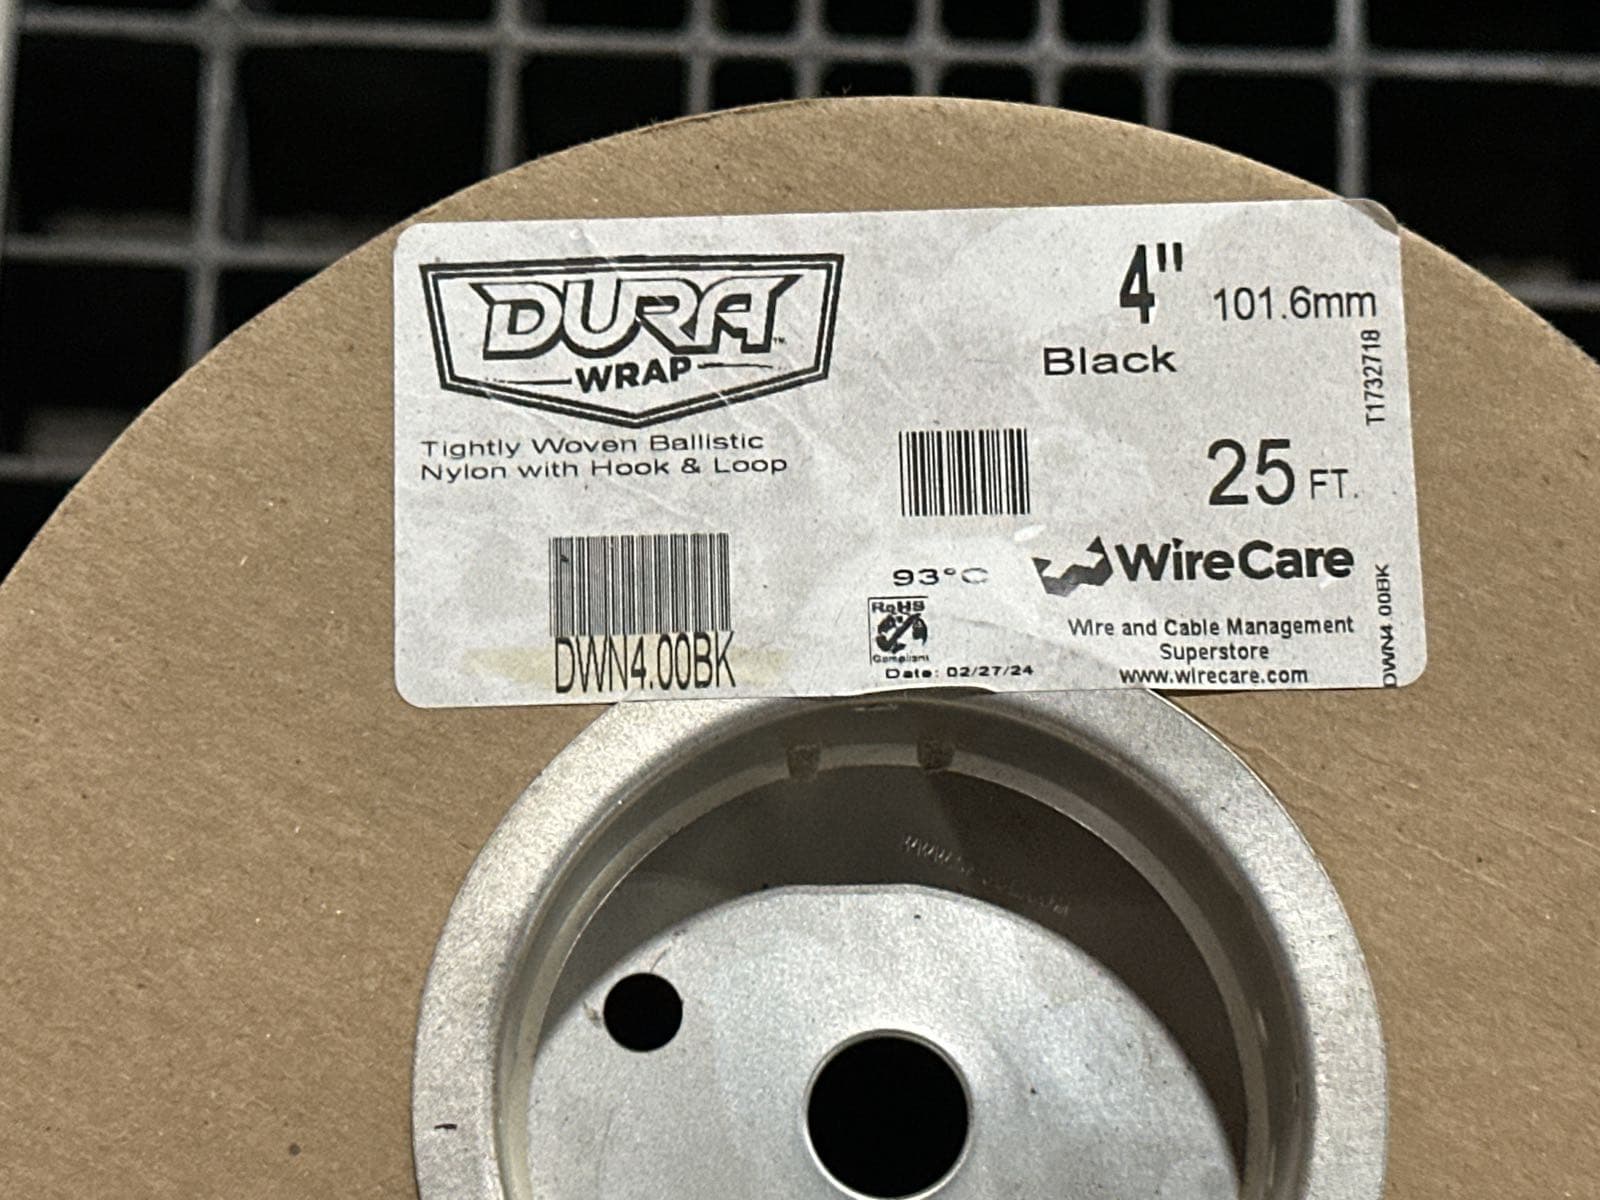 DURA
™
WRAP
Tightly Woven Ballistic
Nylon with Hook & Loop
DWN4.00BK
4" 101.6mm
Black
25 FT.
93°C
RoHS
Compliant
Date: 02/27/24
WireCare
Wire and Cable Management
Superstore
www.wirecare.com
T1732718
DWN4.00BK